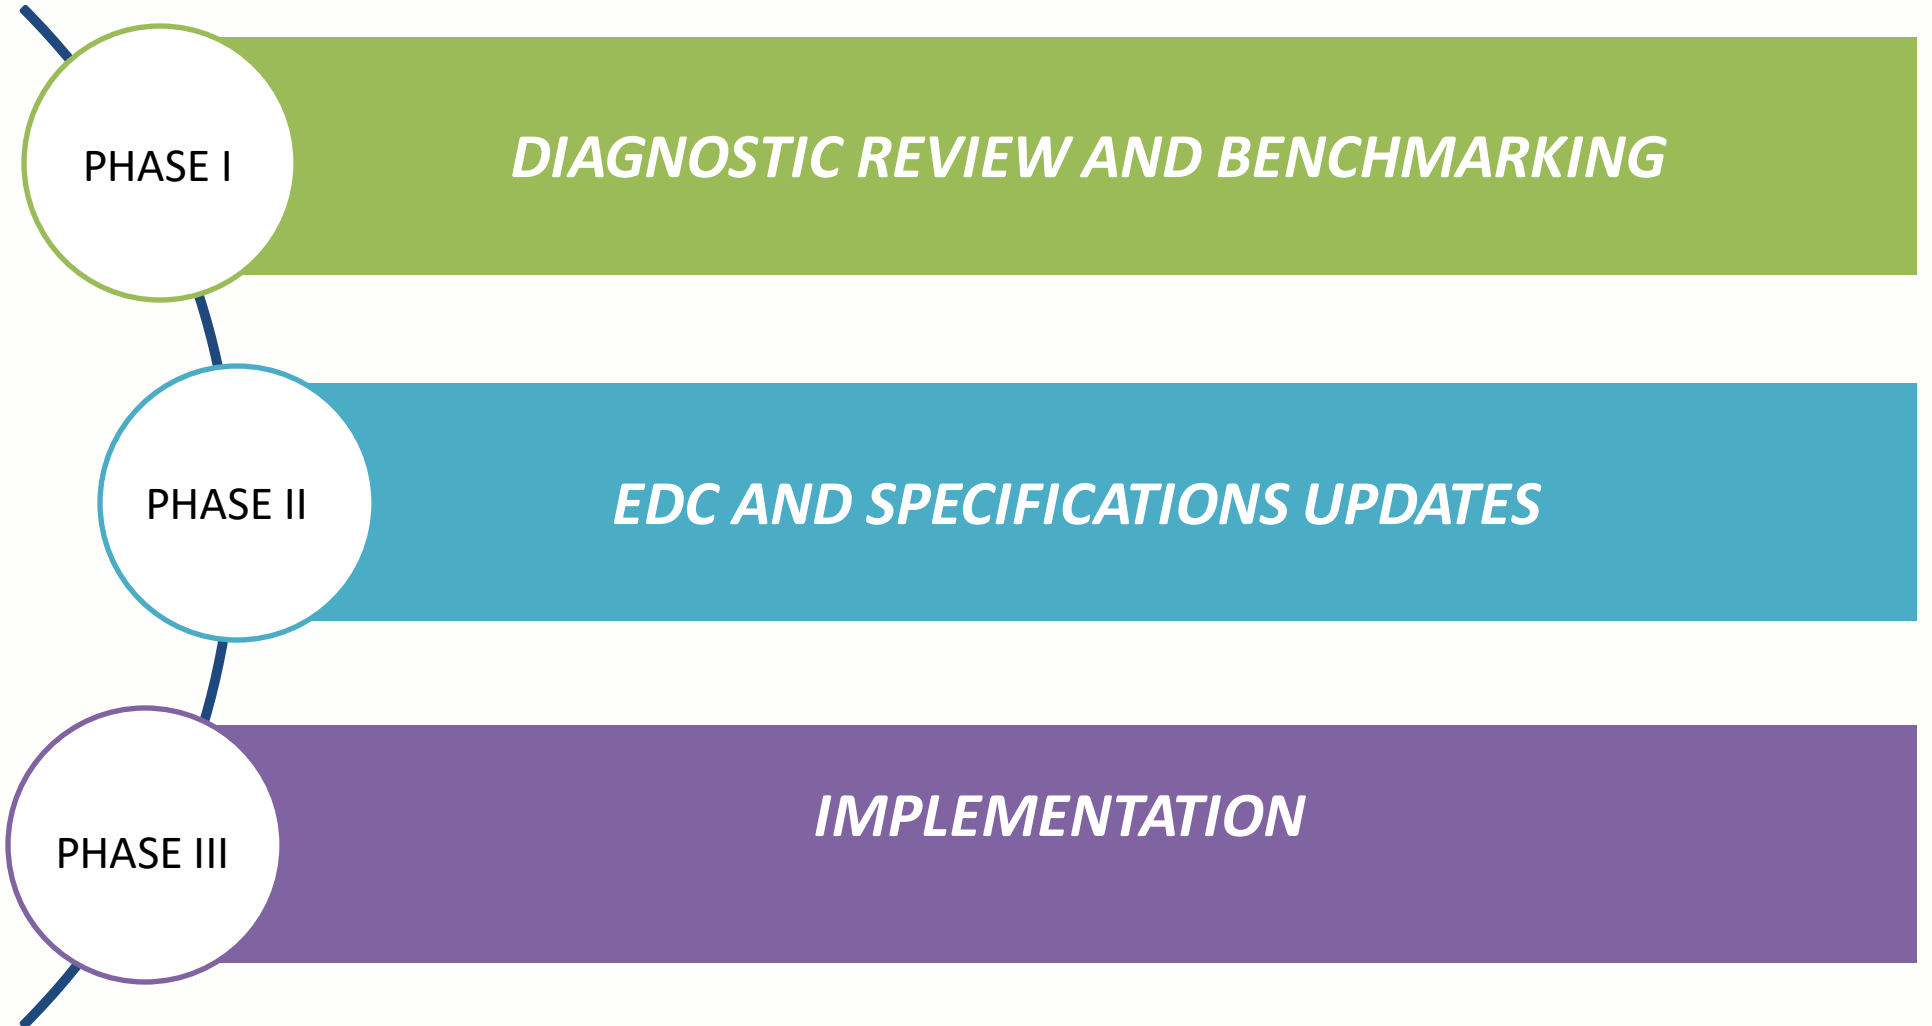 PHASE I
DIAGNOSTIC REVIEW AND BENCHMARKING
PHASE II
EDC AND SPECIFICATIONS UPDATES
PHASE III
IMPLEMENTATION